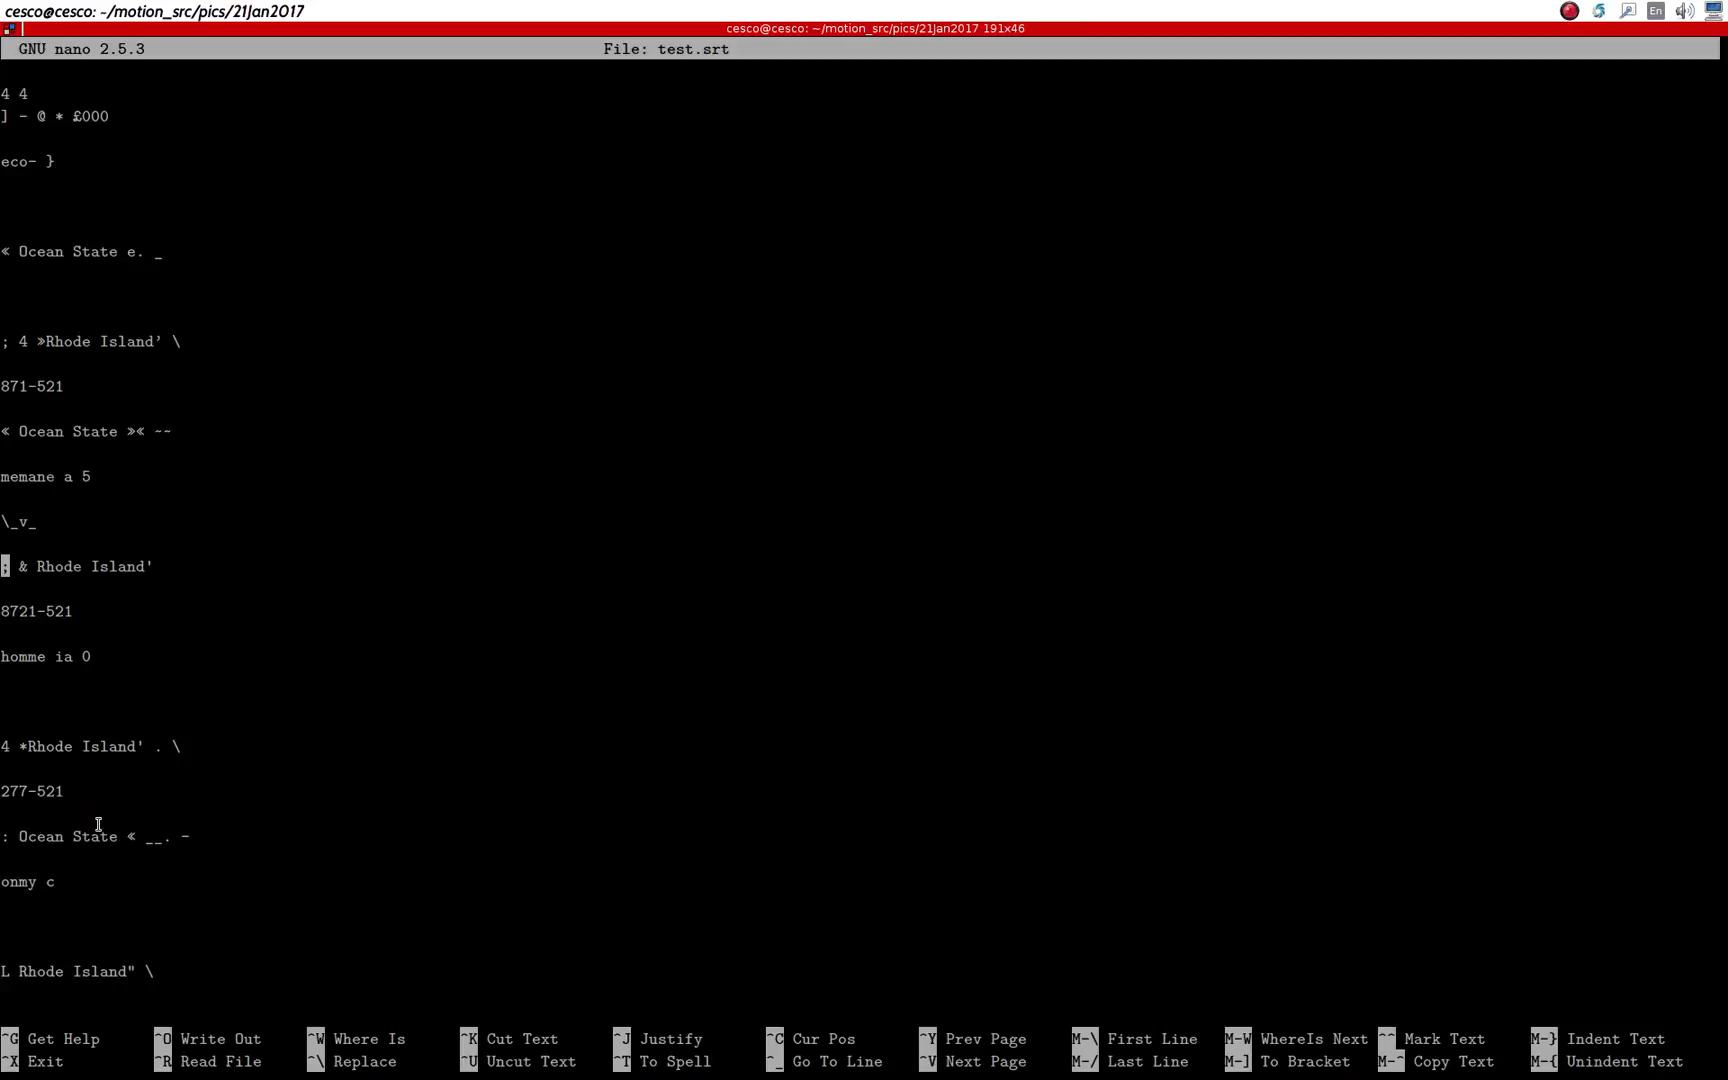 cesco@cesco: ~/motion_src/pics/21Jan2017
En
cesco@cesco: ~/motion_src/pics/21Jan2017 191x46
GNU nano 2.5.3 File: test.srt
4 4
] - @ * £000
eco- }
« Ocean State e. _
; 4 »Rhode Island’ \
871-521
« Ocean State »« ~~
memane a 5
\_v_
; & Rhode Island'
8721-521
homme ia 0
4 *Rhode Island' . \
277-521
: Ocean State « __. -
onmy c
L Rhode Island" \
^G Get Help ^O Write Out ^W Where Is ^K Cut Text ^J Justify ^C Cur Pos ^Y Prev Page M-\ First Line M-W WhereIs Next ^^ Mark Text M-} Indent Text
^X Exit ^R Read File ^\ Replace ^U Uncut Text ^T To Spell ^_ Go To Line ^V Next Page M-/ Last Line M-] To Bracket M-^ Copy Text M-{ Unindent Text